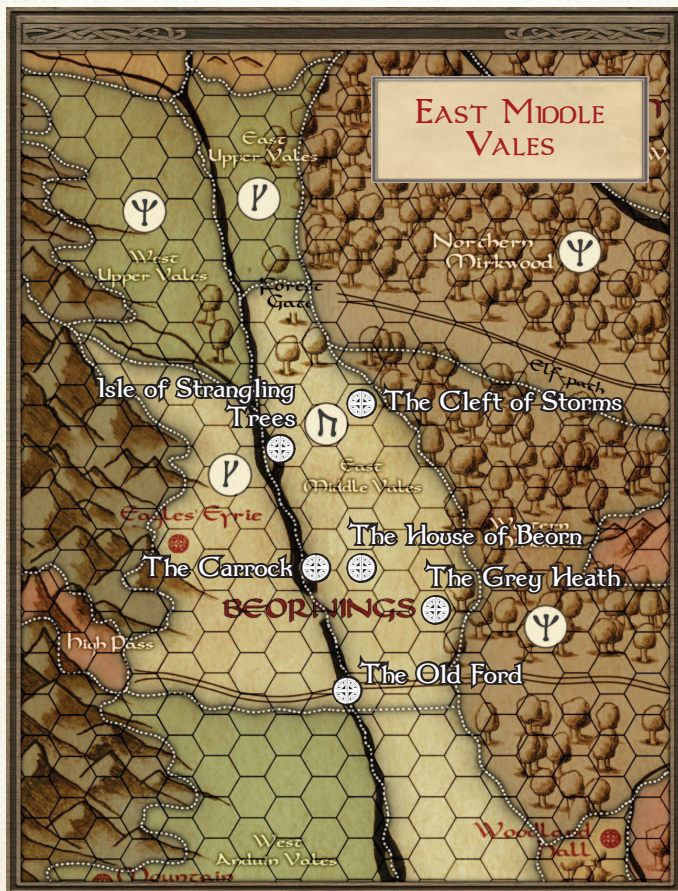 EAST MIDDLE
VALES
East
Upper Vales
ᛉ
ᚠ
Northern
Mirkwood
West
Upper Vales
Forest
Gate
Elf-path
Isle of Strangling
Trees
The Cleft of Storms
ᚢ
East
Middle Vales
ᚠ
Eagles' Eyrie
The House of Beorn
The Carrock
The Grey Heath
BEORNINGS
High Pass
The Old Ford
West
Anduin Vales
Woodland
Hall
Mountain